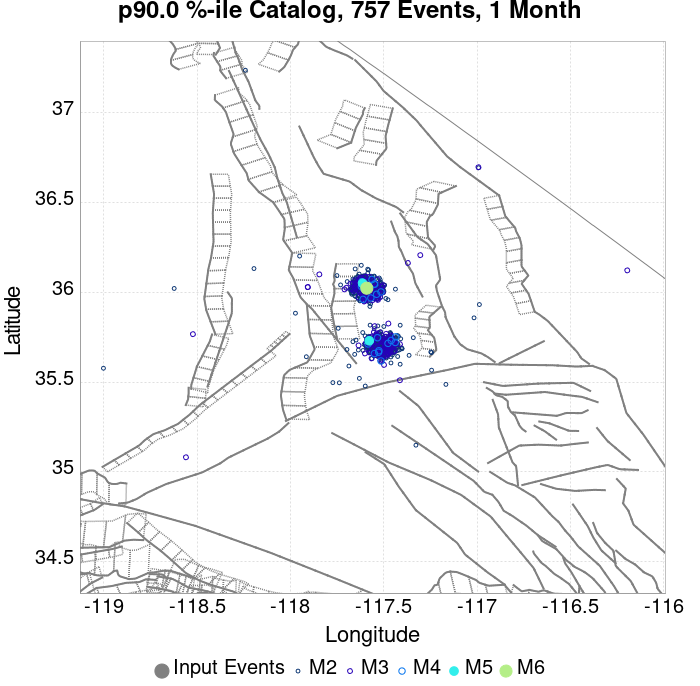 p90.0 %-ile Catalog, 757 Events, 1 Month
37
36.5
36
35.5
35
34.5
Latitude
-119 -118.5 -118 -117.5 -117 -116.5 -116
Longitude
Input Events M2 M3 M4 M5 M6